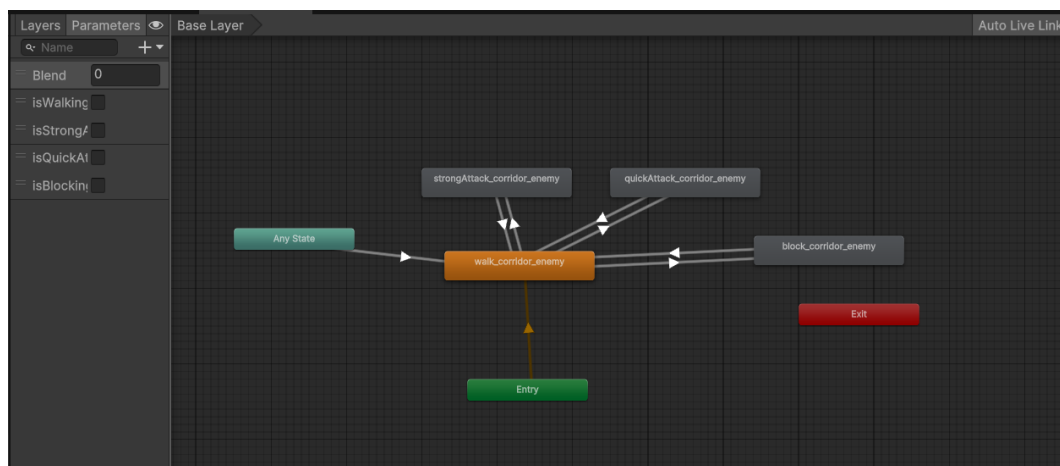 Layers Parameters Base Layer Auto Live Link
Name
Blend 0
isWalking
isStrongA
isQuickAt
isBlocking
strongAttack_corridor_enemy quickAttack_corridor_enemy
Any State
block_corridor_enemy
walk_corridor_enemy
Exit
Entry